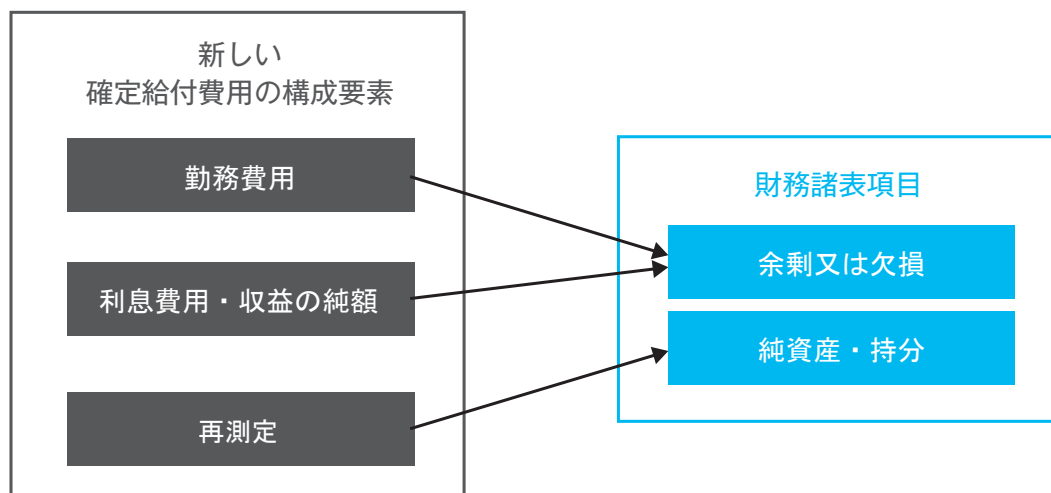 新しい
確定給付費用の構成要素
勤務費用
利息費用・収益の純額
再測定
財務諸表項目
余剰又は欠損
純資産・持分